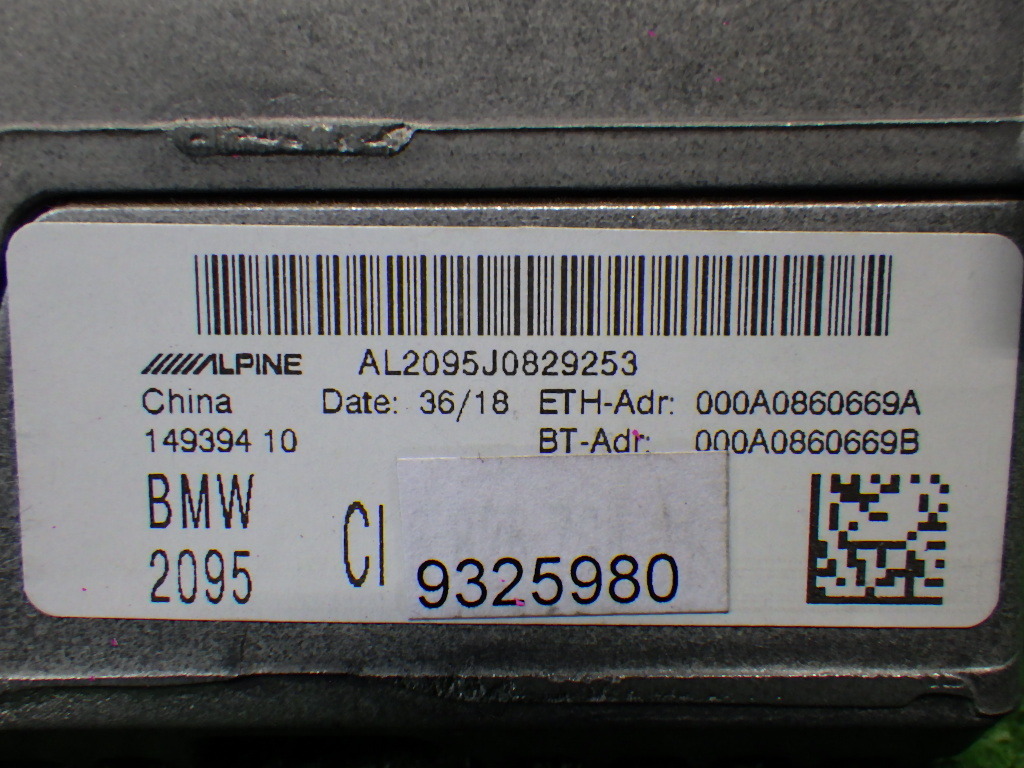 ALPINE AL2095J0829253
China Date: 36/18 ETH-Adr: 000A0860669A
149394 10 BT-Adr: 000A0860669B
BMW CI
2095 9325980